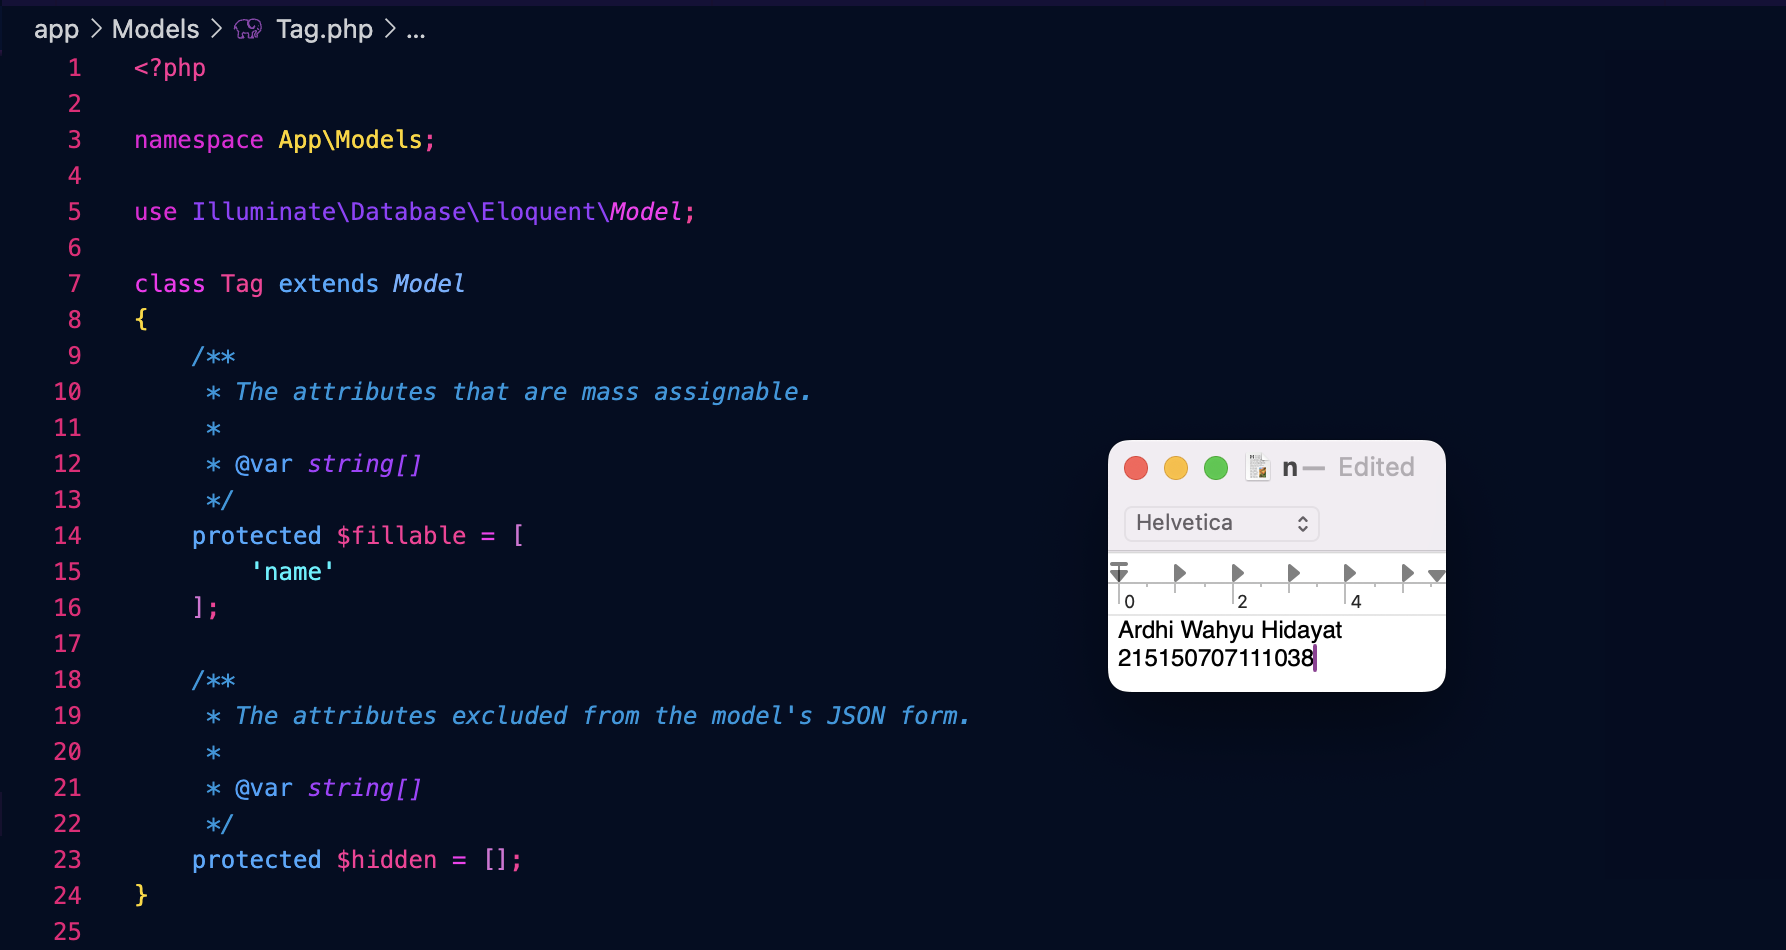 app > Models > Tag.php > ...
1 <?php
2
3 namespace App\Models;
4
5 use Illuminate\Database\Eloquent\Model;
6
7 class Tag extends Model
8 {
9     /**
10      * The attributes that are mass assignable.
11      *
12      * @var string[]
13      */
14     protected $fillable = [
15         'name'
16     ];
17
18     /**
19      * The attributes excluded from the model's JSON form.
20      *
21      * @var string[]
22      */
23     protected $hidden = [];
24 }
25
n — Edited
Helvetica
0 2 4
Ardhi Wahyu Hidayat
215150707111038